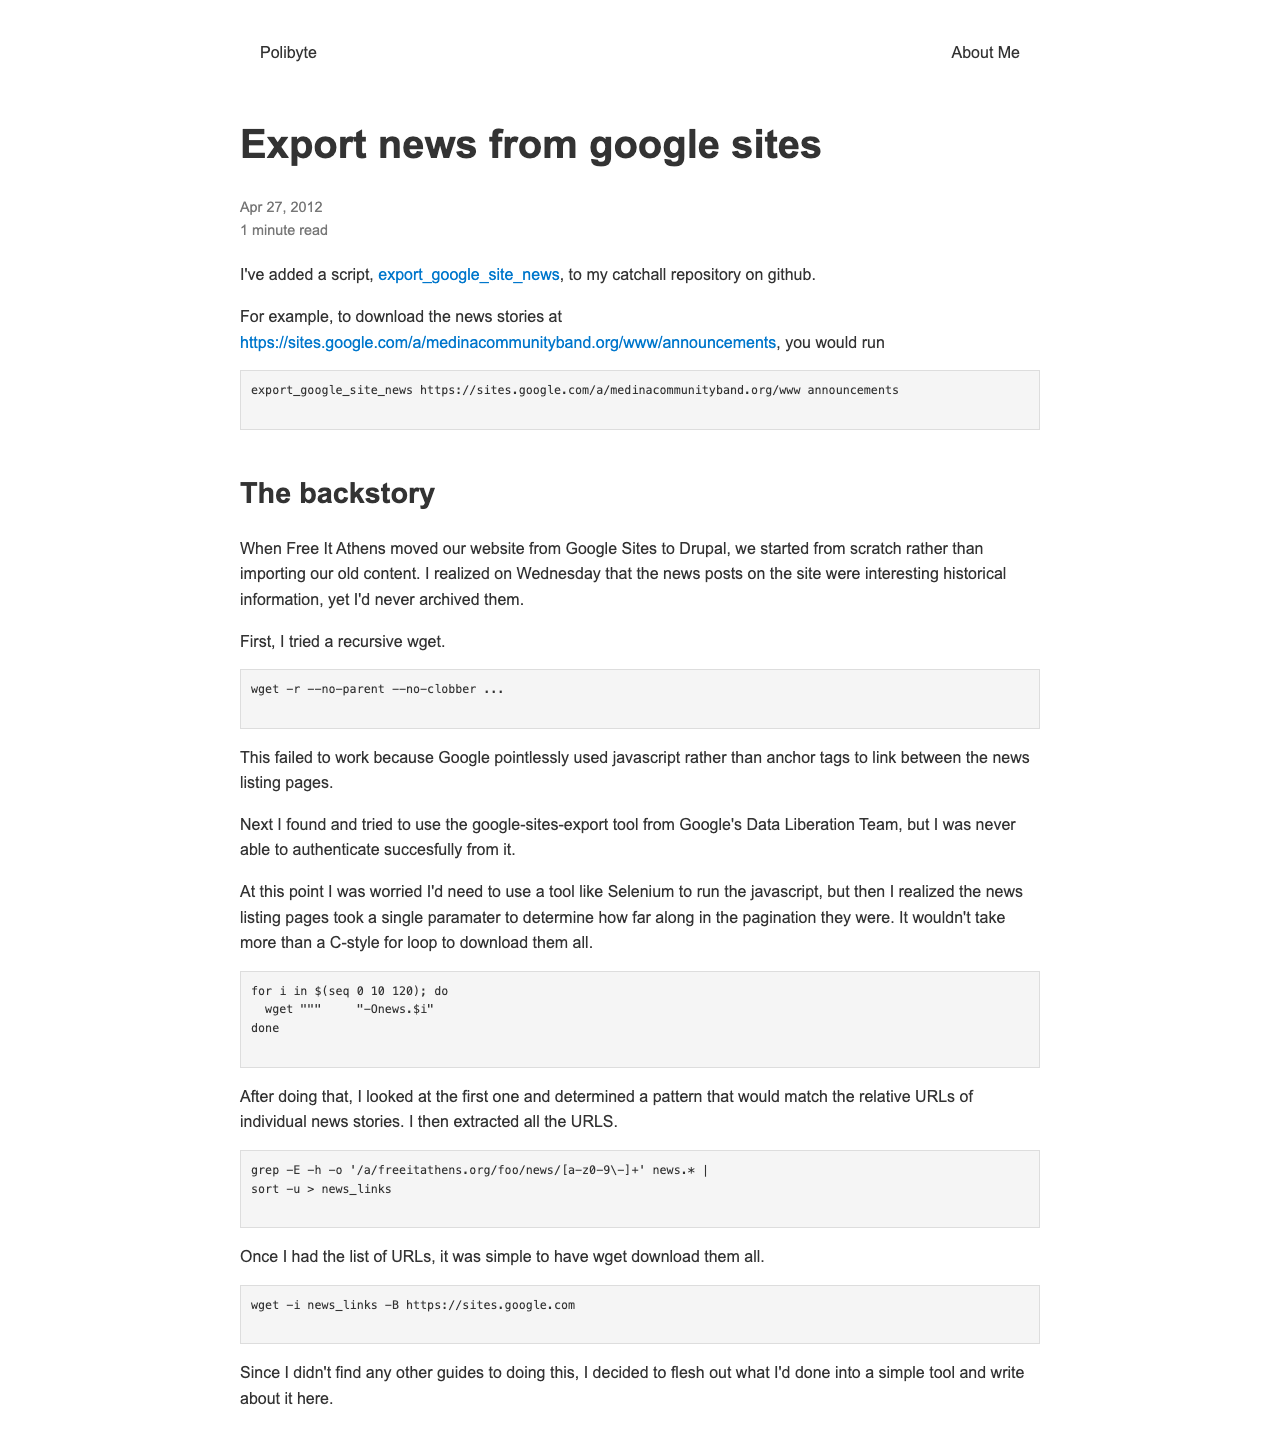 Polibyte
About Me
Export news from google sites
Apr 27, 2012
1 minute read
I've added a script, export_google_site_news, to my catchall repository on github.
For example, to download the news stories at
https://sites.google.com/a/medinacommunityband.org/www/announcements, you would run
export_google_site_news https://sites.google.com/a/medinacommunityband.org/www announcements
The backstory
When Free It Athens moved our website from Google Sites to Drupal, we started from scratch rather than
importing our old content. I realized on Wednesday that the news posts on the site were interesting historical
information, yet I'd never archived them.
First, I tried a recursive wget.
wget -r --no-parent --no-clobber ...
This failed to work because Google pointlessly used javascript rather than anchor tags to link between the news
listing pages.
Next I found and tried to use the google-sites-export tool from Google's Data Liberation Team, but I was never
able to authenticate succesfully from it.
At this point I was worried I'd need to use a tool like Selenium to run the javascript, but then I realized the news
listing pages took a single paramater to determine how far along in the pagination they were. It wouldn't take
more than a C-style for loop to download them all.
for i in $(seq 0 10 120); do
  wget """     "-Onews.$i"
done
After doing that, I looked at the first one and determined a pattern that would match the relative URLs of
individual news stories. I then extracted all the URLS.
grep -E -h -o '/a/freeitathens.org/foo/news/[a-z0-9\-]+' news.* |
sort -u > news_links
Once I had the list of URLs, it was simple to have wget download them all.
wget -i news_links -B https://sites.google.com
Since I didn't find any other guides to doing this, I decided to flesh out what I'd done into a simple tool and write
about it here.